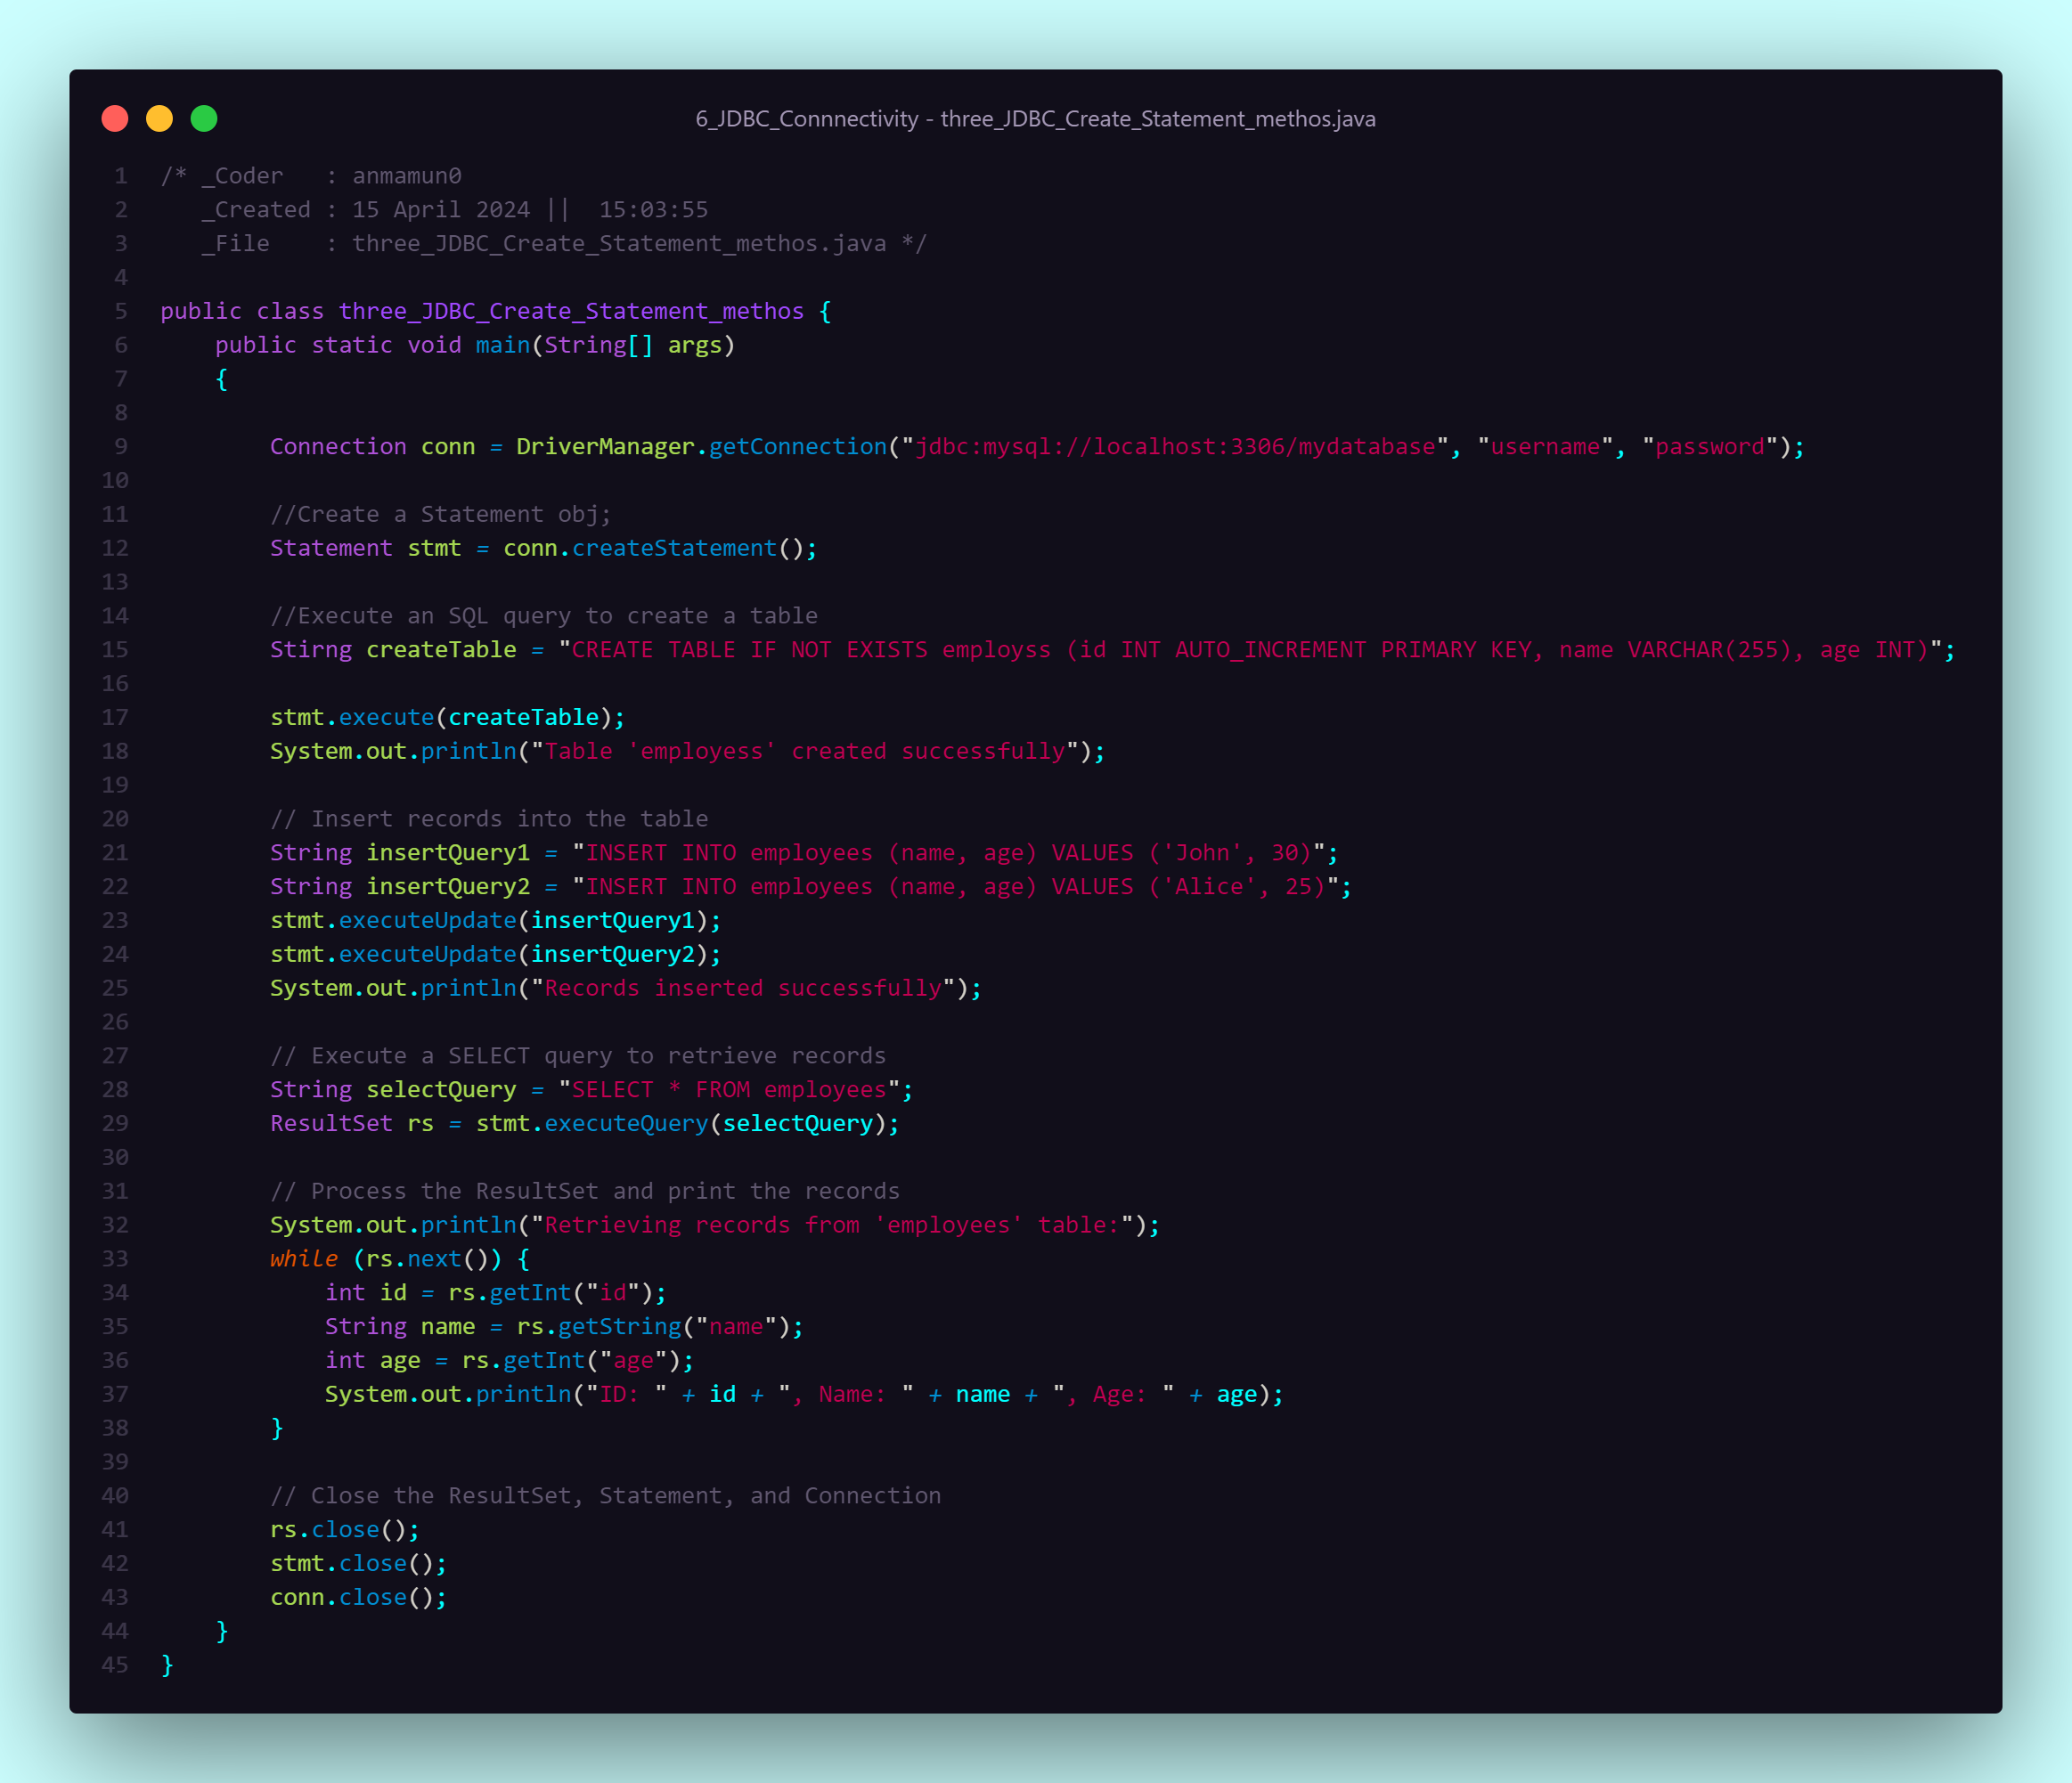 6_JDBC_Connnectivity - three_JDBC_Create_Statement_methos.java
1 /* _Coder   : anmamun0
2    _Created : 15 April 2024 ||  15:03:55
3    _File    : three_JDBC_Create_Statement_methos.java */
4
5 public class three_JDBC_Create_Statement_methos {
6     public static void main(String[] args)
7     {
8
9         Connection conn = DriverManager.getConnection("jdbc:mysql://localhost:3306/mydatabase", "username", "password");
10
11         //Create a Statement obj;
12         Statement stmt = conn.createStatement();
13
14         //Execute an SQL query to create a table
15         Stirng createTable = "CREATE TABLE IF NOT EXISTS employss (id INT AUTO_INCREMENT PRIMARY KEY, name VARCHAR(255), age INT)";
16
17         stmt.execute(createTable);
18         System.out.println("Table 'employess' created successfully");
19
20         // Insert records into the table
21         String insertQuery1 = "INSERT INTO employees (name, age) VALUES ('John', 30)";
22         String insertQuery2 = "INSERT INTO employees (name, age) VALUES ('Alice', 25)";
23         stmt.executeUpdate(insertQuery1);
24         stmt.executeUpdate(insertQuery2);
25         System.out.println("Records inserted successfully");
26
27         // Execute a SELECT query to retrieve records
28         String selectQuery = "SELECT * FROM employees";
29         ResultSet rs = stmt.executeQuery(selectQuery);
30
31         // Process the ResultSet and print the records
32         System.out.println("Retrieving records from 'employees' table:");
33         while (rs.next()) {
34             int id = rs.getInt("id");
35             String name = rs.getString("name");
36             int age = rs.getInt("age");
37             System.out.println("ID: " + id + ", Name: " + name + ", Age: " + age);
38         }
39
40         // Close the ResultSet, Statement, and Connection
41         rs.close();
42         stmt.close();
43         conn.close();
44     }
45 }